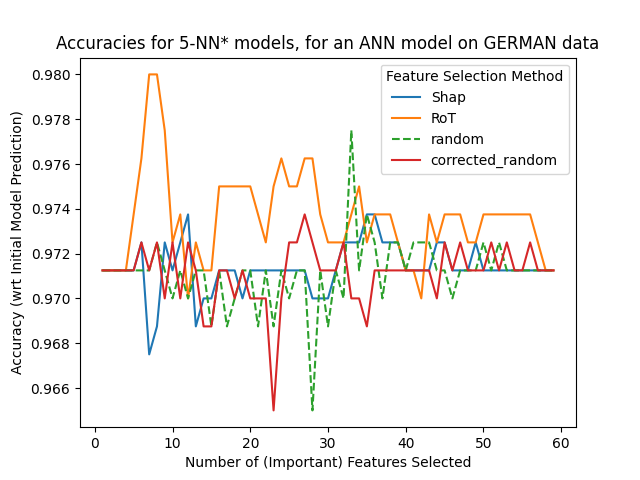 Accuracies for 5-NN* models, for an ANN model on GERMAN data
Accuracy (wrt Initial Model Prediction)
0.980
0.978
0.976
0.974
0.972
0.970
0.968
0.966
Feature Selection Method
Shap
RoT
random
corrected_random
0 10 20 30 40 50 60
Number of (Important) Features Selected